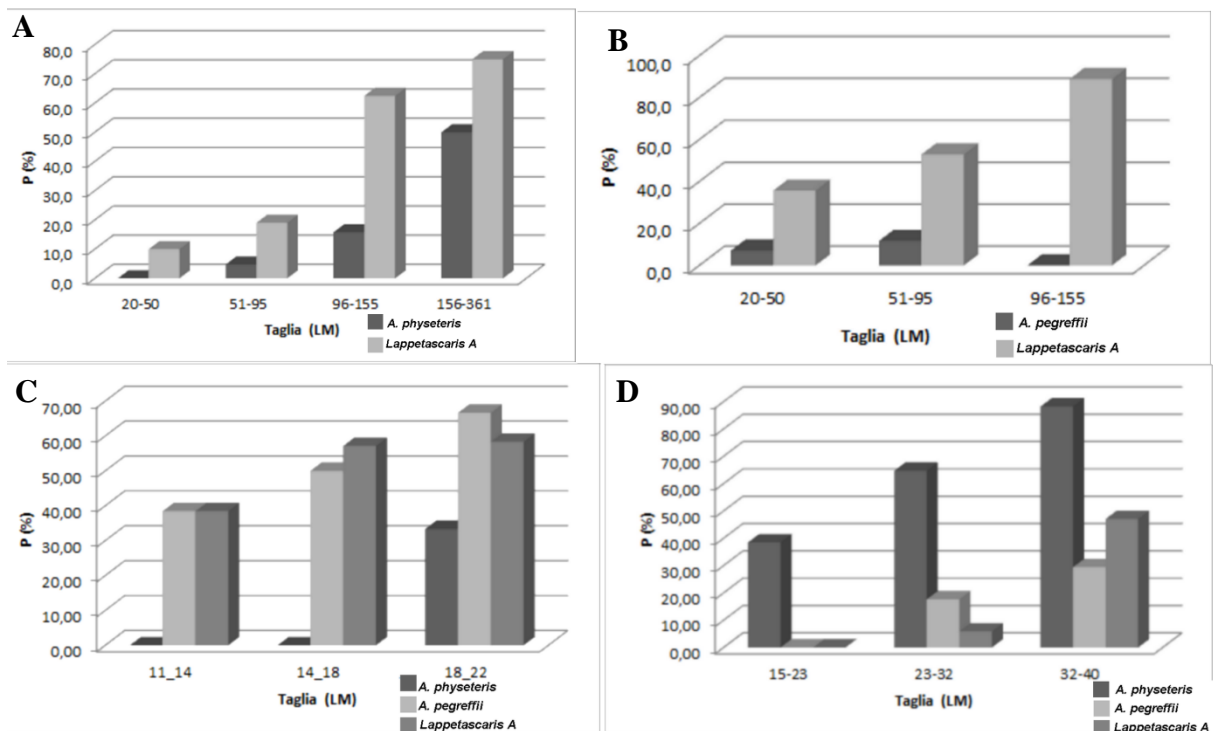 A
80,0
70,0
60,0
50,0
40,0
30,0
20,0
10,0
0,0
P (%)
20-50 51-95 96-155 156-361
Taglia (LM)
A. physeteris
Lappetascaris A
B
100,0
80,0
60,0
40,0
20,0
0,0
P (%)
20-50 51-95 96-155
Taglia (LM)
A. pegreffii
Lappetascaris A
C
70,00
60,00
50,00
40,00
30,00
20,00
10,00
0,00
P (%)
11_14 14_18 18_22
Taglia (LM)
A. physeteris
A. pegreffii
Lappetascaris A
D
90,00
80,00
70,00
60,00
50,00
40,00
30,00
20,00
10,00
0,00
P (%)
15-23 23-32 32-40
Taglia (LM)
A. physeteris
A. pegreffii
Lappetascaris A